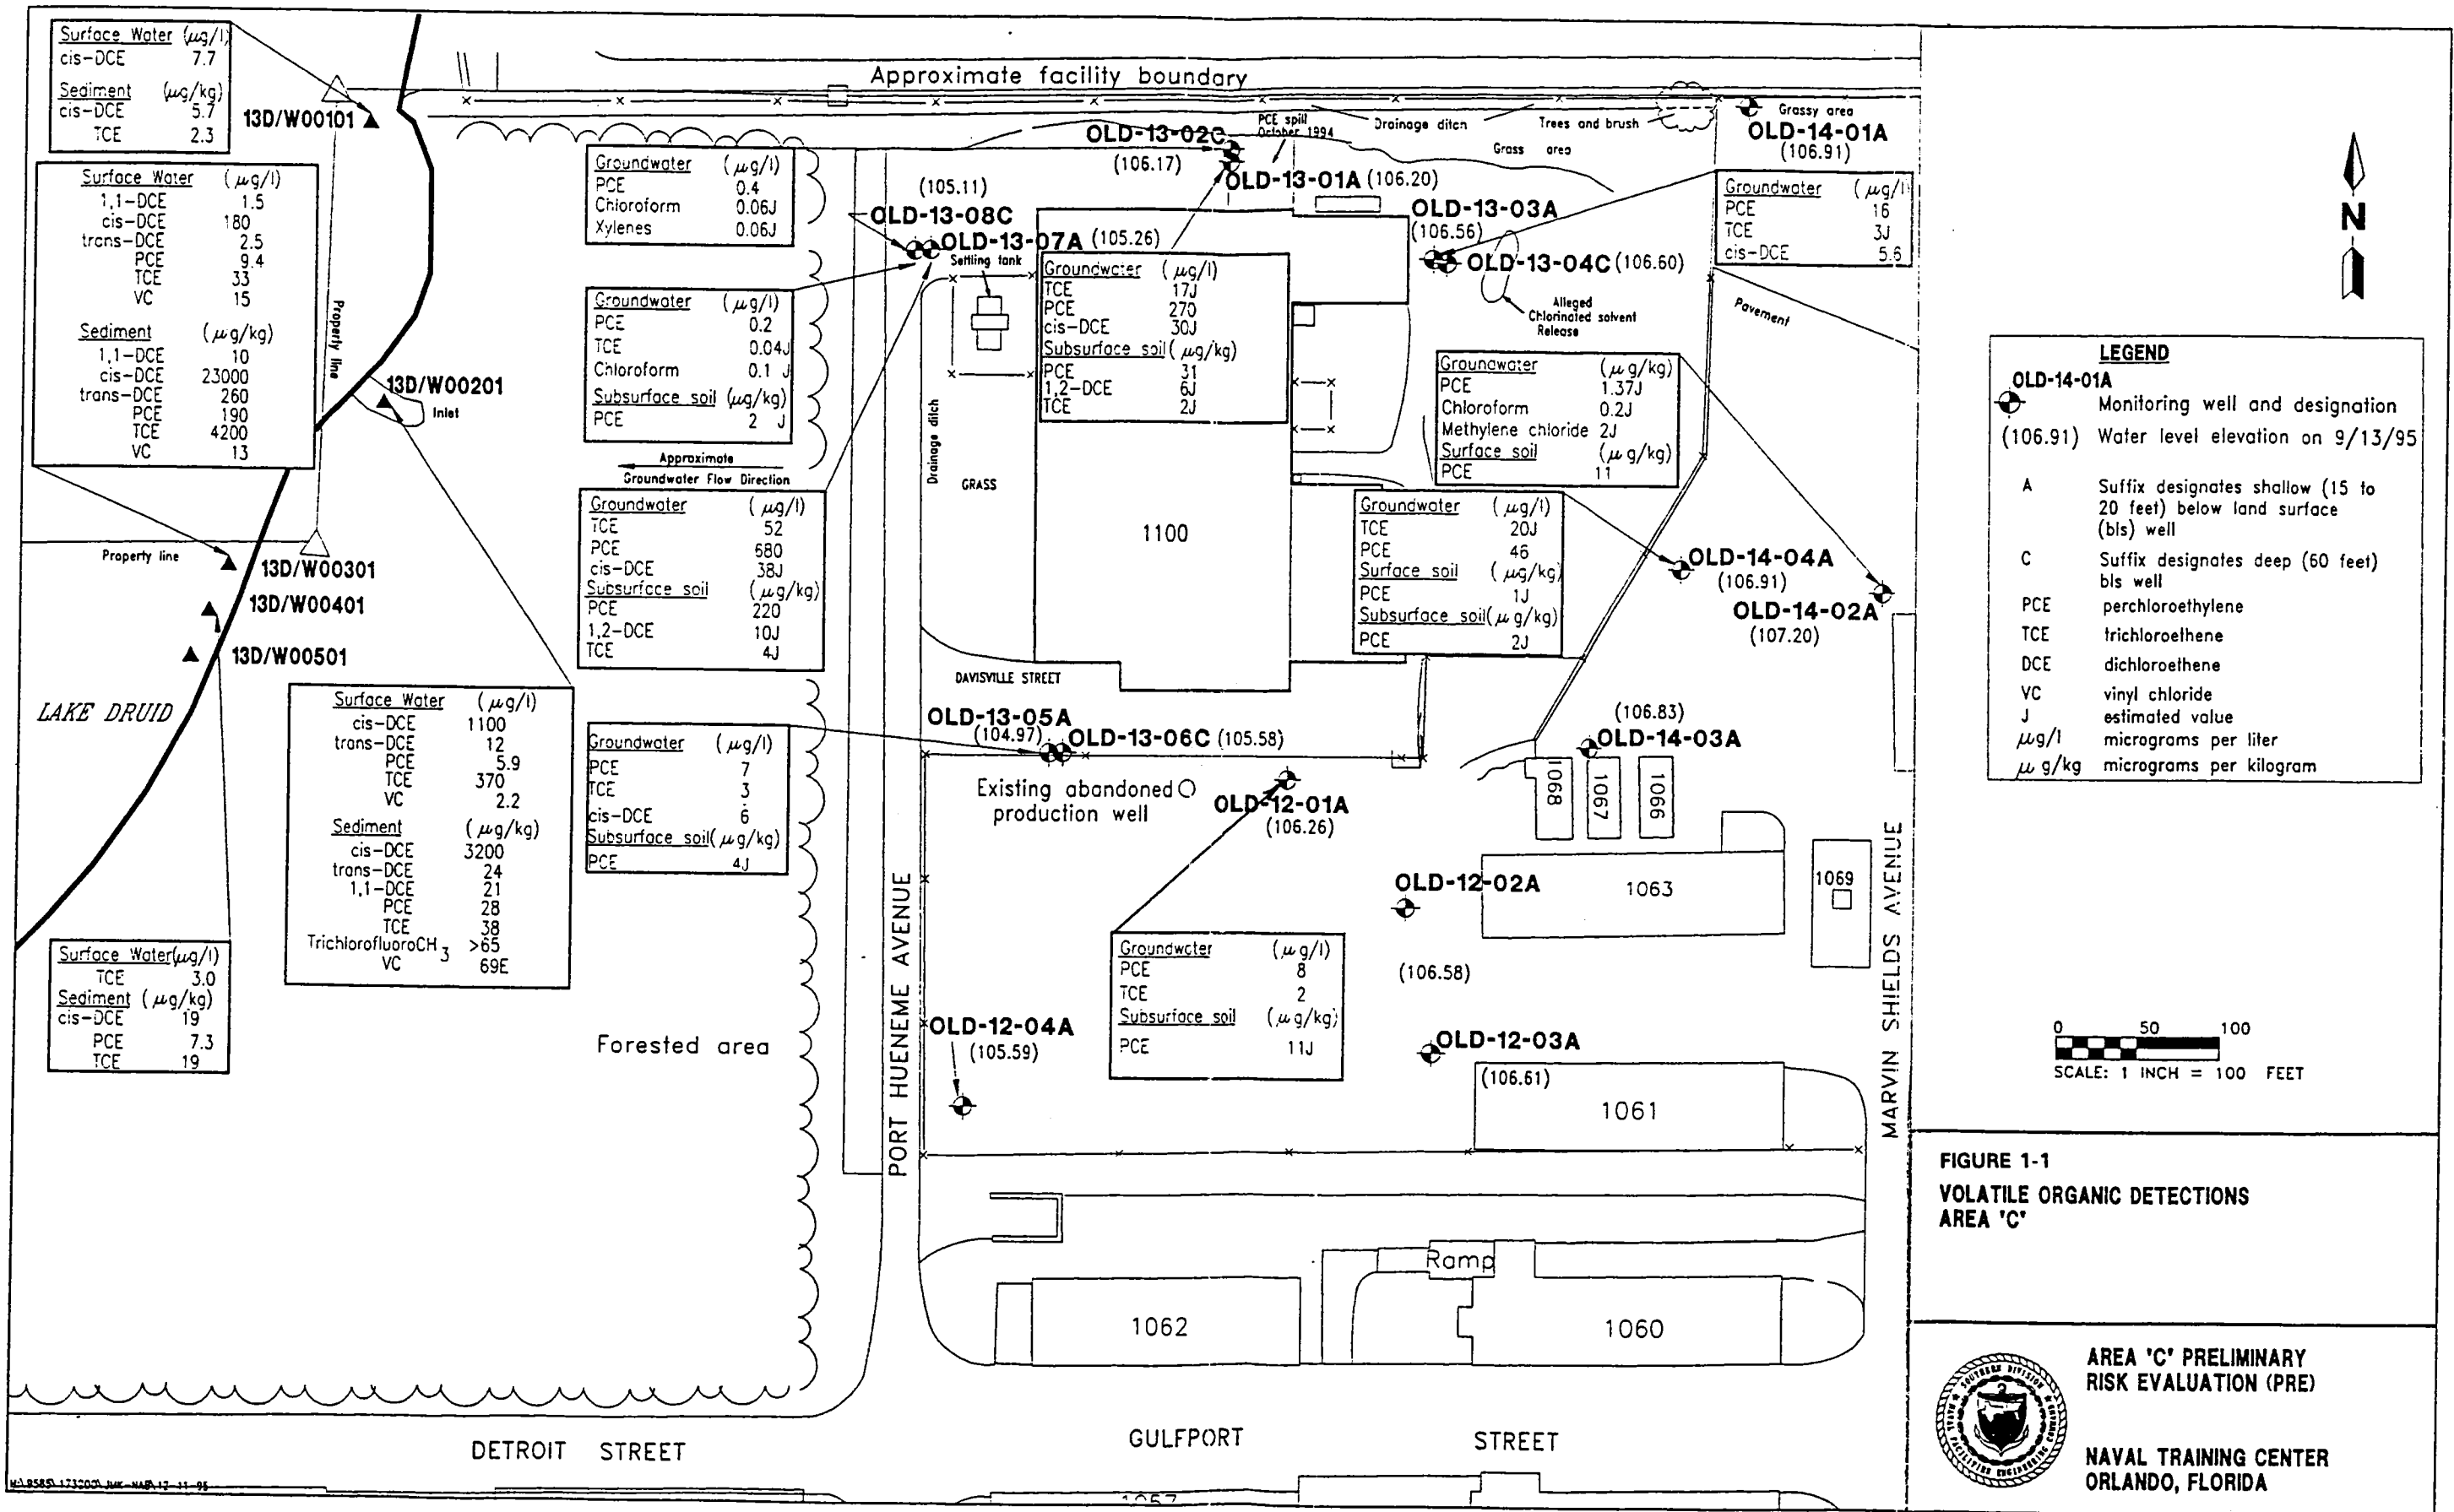 Surface Water (μg/l)
cis-DCE 7.7
Sediment (μg/kg)
cis-DCE 5.7
TCE 2.3
13D/W00101
Surface Water (μg/l)
1,1-DCE 1.5
cis-DCE 180
trans-DCE 2.5
PCE 9.4
TCE 33
VC 15
Sediment (μg/kg)
1,1-DCE 10
cis-DCE 23000
trans-DCE 260
PCE 190
TCE 4200
VC 13
Property line
13D/W00201
Inlet
Property line
13D/W00301
13D/W00401
13D/W00501
LAKE DRUID
Surface Water (μg/l)
cis-DCE 1100
trans-DCE 12
PCE 5.9
TCE 370
VC 2.2
Sediment (μg/kg)
cis-DCE 3200
trans-DCE 24
1,1-DCE 21
PCE 28
TCE 38
TrichlorofluoroCH3 >65
VC 69E
Surface Water(μg/l)
TCE 3.0
Sediment (μg/kg)
cis-DCE 19
PCE 7.3
TCE 19
Approximate facility boundary
Groundwater (μg/l)
PCE 0.4
Chloroform 0.06J
Xylenes 0.06J
Groundwater (μg/l)
PCE 0.2
TCE 0.04J
Chloroform 0.1 J
Subsurface soil (μg/kg)
PCE 2 J
Approximate
Groundwater Flow Direction
Groundwater (μg/l)
TCE 52
PCE 680
cis-DCE 38J
Subsurface soil (μg/kg)
PCE 220
1,2-DCE 10J
TCE 4J
Groundwater (μg/l)
PCE 7
TCE 3
cis-DCE 6
Subsurface soil(μg/kg)
PCE 4J
Forested area
OLD-13-02C
(106.17)
PCE spill
October 1994
OLD-13-01A (106.20)
Drainage ditch
Trees and brush
Grass area
Grassy area
OLD-14-01A
(106.91)
(105.11)
OLD-13-08C
OLD-13-07A (105.26)
Settling tank
Drainage ditch
GRASS
Groundwater (μg/l)
TCE 17J
PCE 270
cis-DCE 30J
Subsurface soil(μg/kg)
PCE 31
1,2-DCE 6J
TCE 2J
1100
OLD-13-03A
(106.56)
OLD-13-04C (106.60)
Alleged
Chlorinated solvent
Release
Groundwater (μg/l
PCE 16
TCE 3J
cis-DCE 5.6
Pavement
Groundwater (μg/kg)
PCE 1.37J
Chloroform 0.2J
Methylene chloride 2J
Surface soil (μg/kg)
PCE 11
Groundwater (μg/l)
TCE 20J
PCE 46
Surface soil (μg/kg)
PCE 1J
Subsurface soil(μg/kg)
PCE 2J
OLD-14-04A
(106.91)
OLD-14-02A
(107.20)
DAVISVILLE STREET
OLD-13-05A
(104.97)
OLD-13-06C (105.58)
Existing abandoned
production well
OLD-12-01A
(106.26)
(106.83)
OLD-14-03A
1068
1067
1066
1063
1069
OLD-12-02A
(106.58)
Groundwater (μg/l)
PCE 8
TCE 2
Subsurface soil (μg/kg)
PCE 11J
OLD-12-04A
(105.59)
OLD-12-03A
(106.61)
1061
PORT HUENEME AVENUE
MARVIN SHIELDS AVENUE
Ramp
1062
1060
DETROIT STREET
GULFPORT STREET
N
LEGEND
OLD-14-01A
Monitoring well and designation
(106.91) Water level elevation on 9/13/95
A Suffix designates shallow (15 to
20 feet) below land surface
(bls) well
C Suffix designates deep (60 feet)
bls well
PCE perchloroethylene
TCE trichloroethene
DCE dichloroethene
VC vinyl chloride
J estimated value
μg/l micrograms per liter
μg/kg micrograms per kilogram
0 50 100
SCALE: 1 INCH = 100 FEET
FIGURE 1-1
VOLATILE ORGANIC DETECTIONS
AREA 'C'
SOUTHERN DIVISION
AREA 'C' PRELIMINARY
RISK EVALUATION (PRE)
NAVAL TRAINING CENTER
ORLANDO, FLORIDA